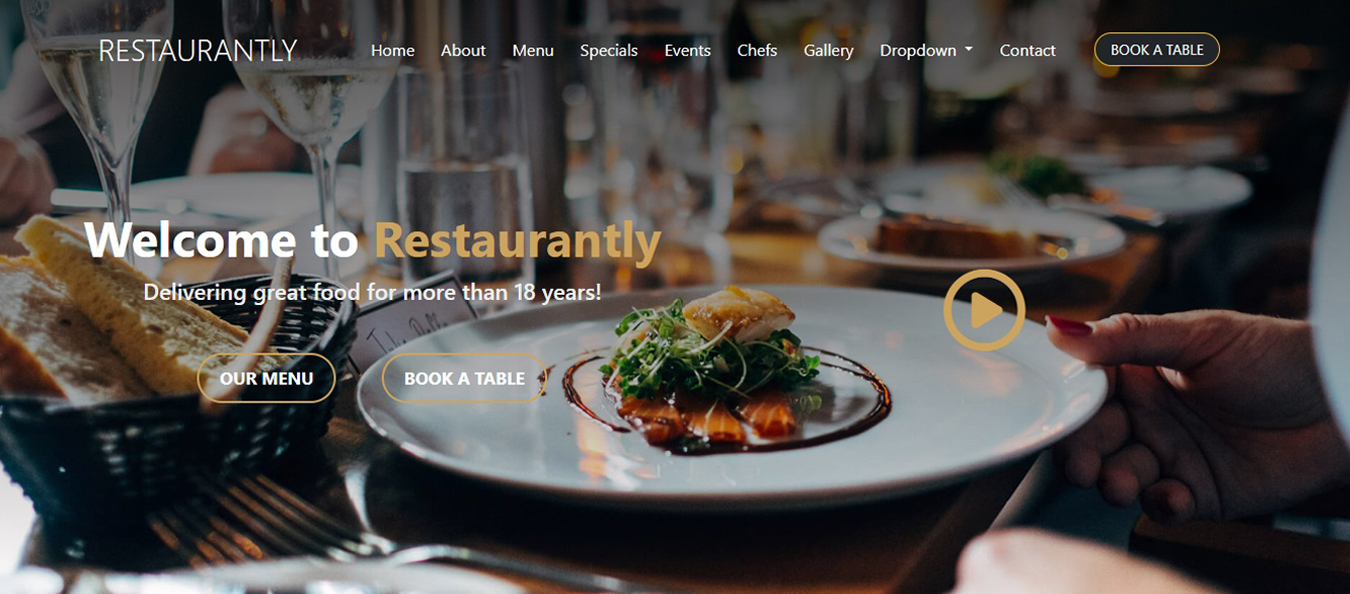 RESTAURANTLY
Home About Menu Specials Events Chefs Gallery Dropdown Contact BOOK A TABLE
Welcome to Restaurantly
Delivering great food for more than 18 years!
OUR MENU BOOK A TABLE